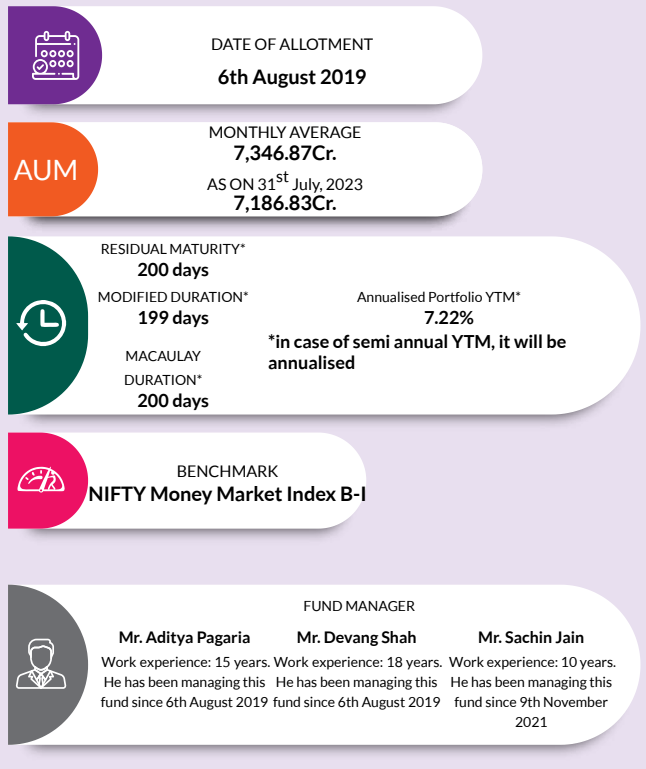 DATE OF ALLOTMENT
6th August 2019
AUM
MONTHLY AVERAGE
7,346.87Cr.
AS ON 31st July, 2023
7,186.83Cr.
RESIDUAL MATURITY*
200 days
MODIFIED DURATION*
199 days
MACAULAY
DURATION*
200 days
Annualised Portfolio YTM*
7.22%
*in case of semi annual YTM, it will be
annualised
BENCHMARK
NIFTY Money Market Index B-I
FUND MANAGER
Mr. Aditya Pagaria
Work experience: 15 years.
He has been managing this
fund since 6th August 2019
Mr. Devang Shah
Work experience: 18 years.
He has been managing this
fund since 6th August 2019
Mr. Sachin Jain
Work experience: 10 years.
He has been managing this
fund since 9th November
2021